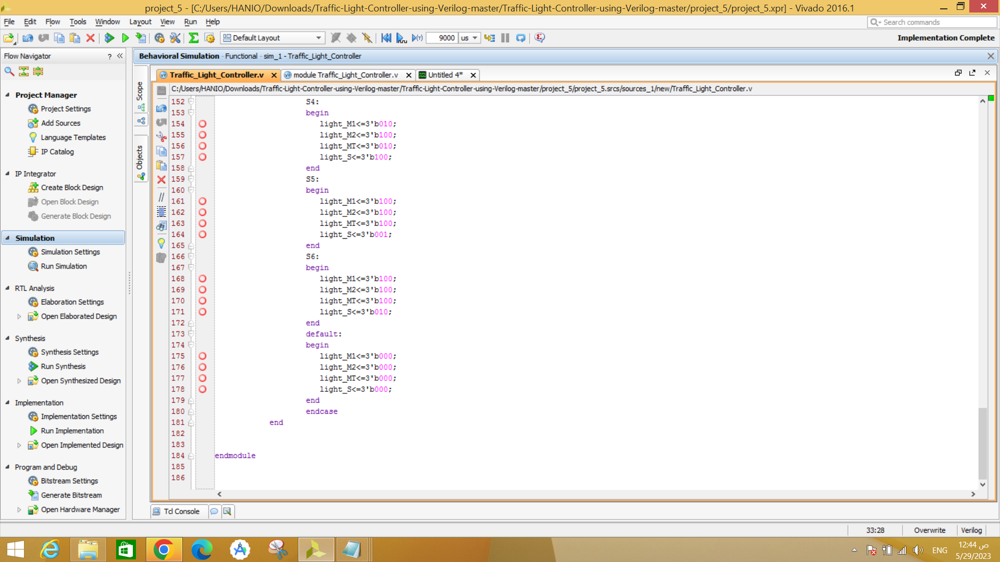 project_5 - [C:/Users/HANIO/Downloads/Traffic-Light-Controller-using-Verilog-master/Traffic-Light-Controller-using-Verilog-master/project_5/project_5.xpr] - Vivado 2016.1
File Edit Flow Tools Window Layout View Run Help
Search commands
Default Layout
9000 us
Implementation Complete
Flow Navigator
Behavioral Simulation - Functional - sim_1 - Traffic_Light_Controller
Traffic_Light_Controller.v
module Traffic_Light_Controller.v
Untitled 4*
C:/Users/HANIO/Downloads/Traffic-Light-Controller-using-Verilog-master/Traffic-Light-Controller-using-Verilog-master/project_5/project_5.srcs/sources_1/new/Traffic_Light_Controller.v
Project Manager
Project Settings
Add Sources
Language Templates
IP Catalog
IP Integrator
Create Block Design
Open Block Design
Generate Block Design
Simulation
Simulation Settings
Run Simulation
RTL Analysis
Elaboration Settings
Open Elaborated Design
Synthesis
Synthesis Settings
Run Synthesis
Open Synthesized Design
Implementation
Implementation Settings
Run Implementation
Open Implemented Design
Program and Debug
Bitstream Settings
Generate Bitstream
Open Hardware Manager
Scope
Objects
152 S4:
153 begin
154 light_M1<=3'b010;
155 light_M2<=3'b100;
156 light_MT<=3'b010;
157 light_S<=3'b100;
158 end
159 S5:
160 begin
161 light_M1<=3'b100;
162 light_M2<=3'b100;
163 light_MT<=3'b100;
164 light_S<=3'b001;
165 end
166 S6:
167 begin
168 light_M1<=3'b100;
169 light_M2<=3'b100;
170 light_MT<=3'b100;
171 light_S<=3'b010;
172 end
173 default:
174 begin
175 light_M1<=3'b000;
176 light_M2<=3'b000;
177 light_MT<=3'b000;
178 light_S<=3'b000;
179 end
180 endcase
181 end
182
183
184 endmodule
185
186
Tcl Console
33:28 Overwrite Verilog
ENG
12:44 ص
5/29/2023